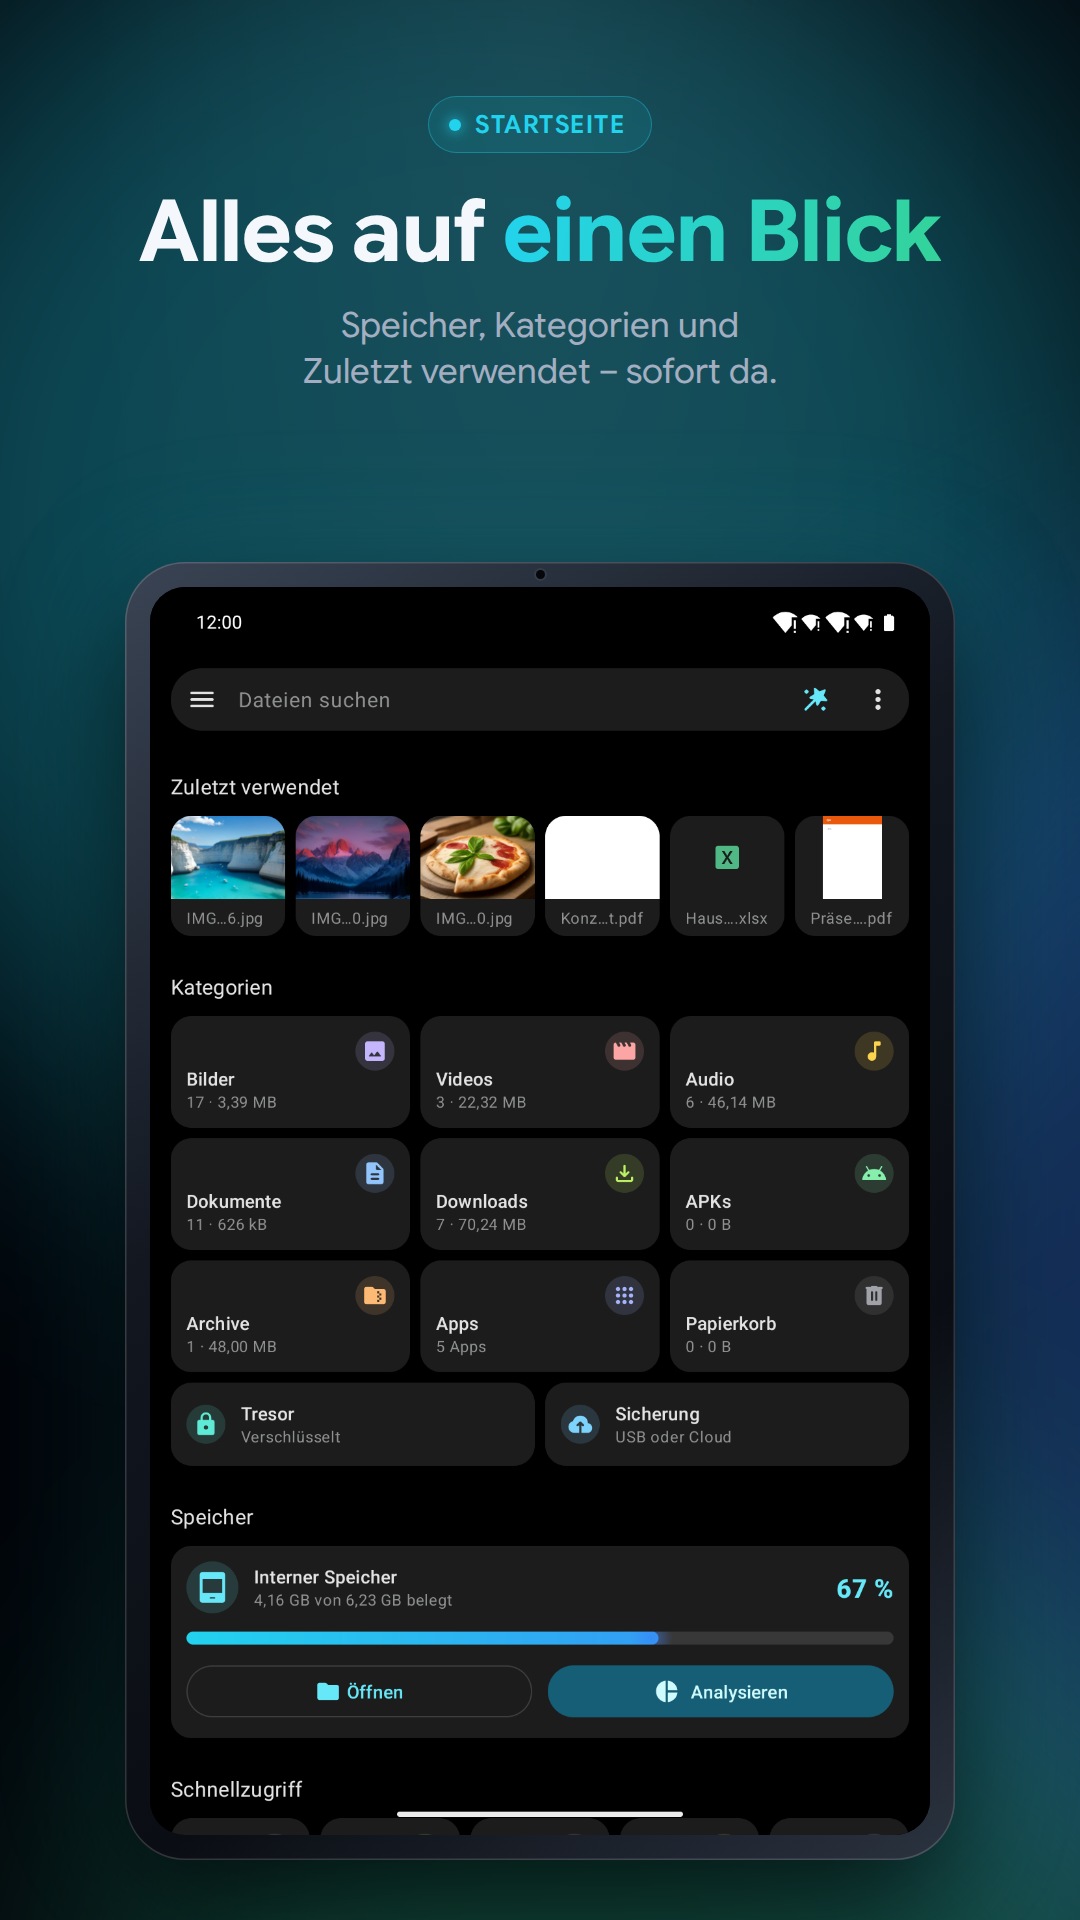 STARTSEITE
Alles auf einen Blick
Speicher, Kategorien und
Zuletzt verwendet – sofort da.
12:00
Dateien suchen
Zuletzt verwendet
IMG...6.jpg
IMG...0.jpg
IMG...0.jpg
Konz...t.pdf
Haus....xlsx
Präse....pdf
Kategorien
Bilder
17 · 3,39 MB
Videos
3 · 22,32 MB
Audio
6 · 46,14 MB
Dokumente
11 · 626 kB
Downloads
7 · 70,24 MB
APKs
0 · 0 B
Archive
1 · 48,00 MB
Apps
5 Apps
Papierkorb
0 · 0 B
Tresor
Verschlüsselt
Sicherung
USB oder Cloud
Speicher
Interner Speicher
4,16 GB von 6,23 GB belegt
67 %
Öffnen
Analysieren
Schnellzugriff